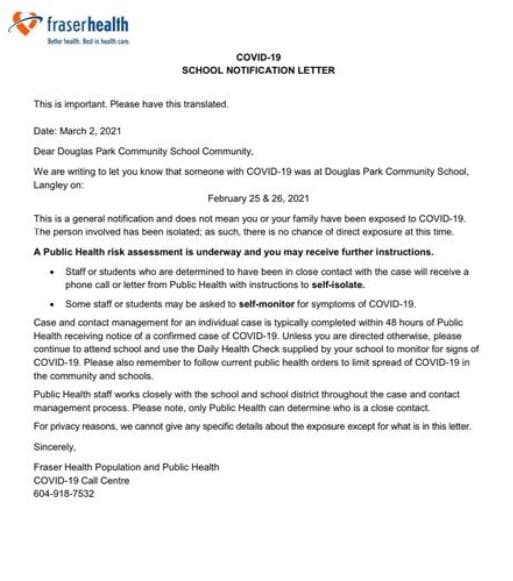 fraserhealth
Better health. Best in health care.
COVID-19
SCHOOL NOTIFICATION LETTER
This is important. Please have this translated.
Date: March 2, 2021
Dear Douglas Park Community School Community,
We are writing to let you know that someone with COVID-19 was at Douglas Park Community School,
Langley on:
February 25 & 26, 2021
This is a general notification and does not mean you or your family have been exposed to COVID-19.
The person involved has been isolated; as such, there is no chance of direct exposure at this time.
A Public Health risk assessment is underway and you may receive further instructions.
• Staff or students who are determined to have been in close contact with the case will receive a
phone call or letter from Public Health with instructions to self-isolate.
• Some staff or students may be asked to self-monitor for symptoms of COVID-19.
Case and contact management for an individual case is typically completed within 48 hours of Public
Health receiving notice of a confirmed case of COVID-19. Unless you are directed otherwise, please
continue to attend school and use the Daily Health Check supplied by your school to monitor for signs of
COVID-19. Please also remember to follow current public health orders to limit spread of COVID-19 in
the community and schools.
Public Health staff works closely with the school and school district throughout the case and contact
management process. Please note, only Public Health can determine who is a close contact.
For privacy reasons, we cannot give any specific details about the exposure except for what is in this letter.
Sincerely,
Fraser Health Population and Public Health
COVID-19 Call Centre
604-918-7532